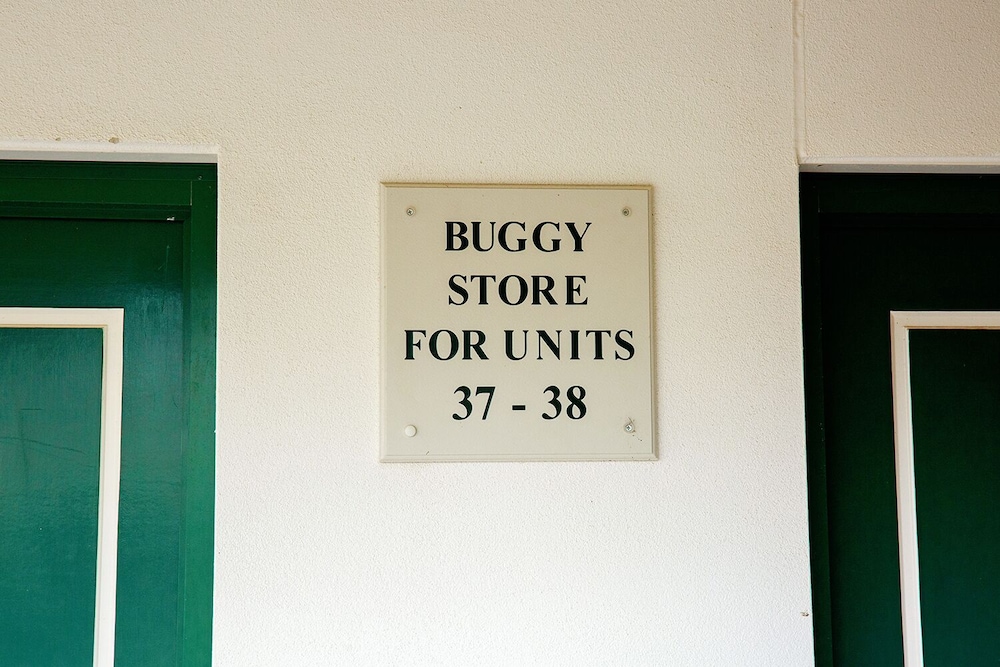 BUGGY
STORE
FOR UNITS
37 - 38